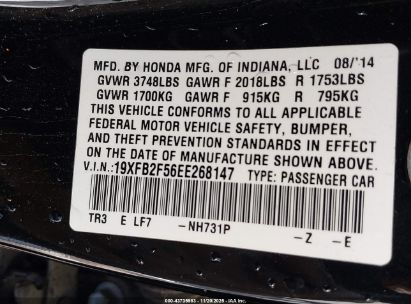 MFD. BY HONDA MFG. OF INDIANA, LLC 08/'14
GVWR 3748LBS GAWR F 2018LBS R 1753LBS
GVWR 1700KG GAWR F 915KG R 795KG
THIS VEHICLE CONFORMS TO ALL APPLICABLE
FEDERAL MOTOR VEHICLE SAFETY, BUMPER,
AND THEFT PREVENTION STANDARDS IN EFFECT
ON THE DATE OF MANUFACTURE SHOWN ABOVE.
V.I.N.: 19XFB2F56EE268147 TYPE: PASSENGER CAR
TR3 E LF7 -NH731P -Z -E